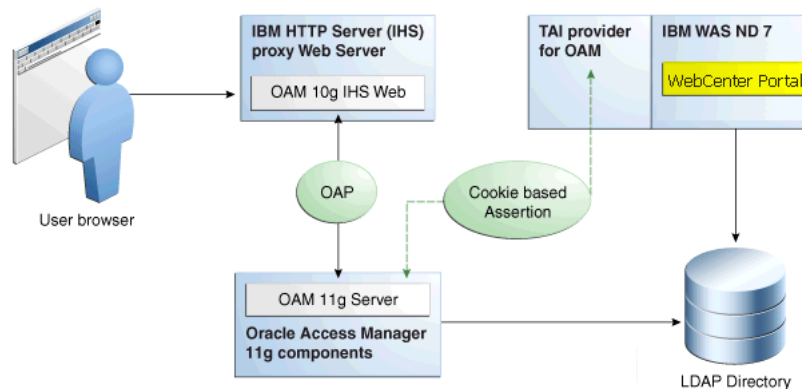 IBM HTTP Server (IHS)
proxy Web Server
OAM 10g IHS Web
TAI provider
for OAM
IBM WAS ND 7
WebCenter Portal
User browser
OAP
Cookie based
Assertion
OAM 11g Server
Oracle Access Manager
11g components
LDAP Directory